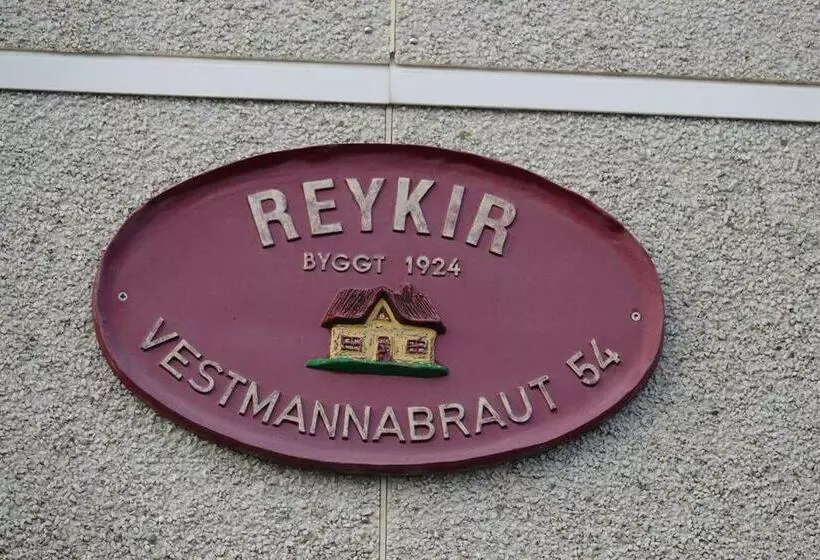 REYKIR
BYGGT 1924
VESTMANNABRAUT 54